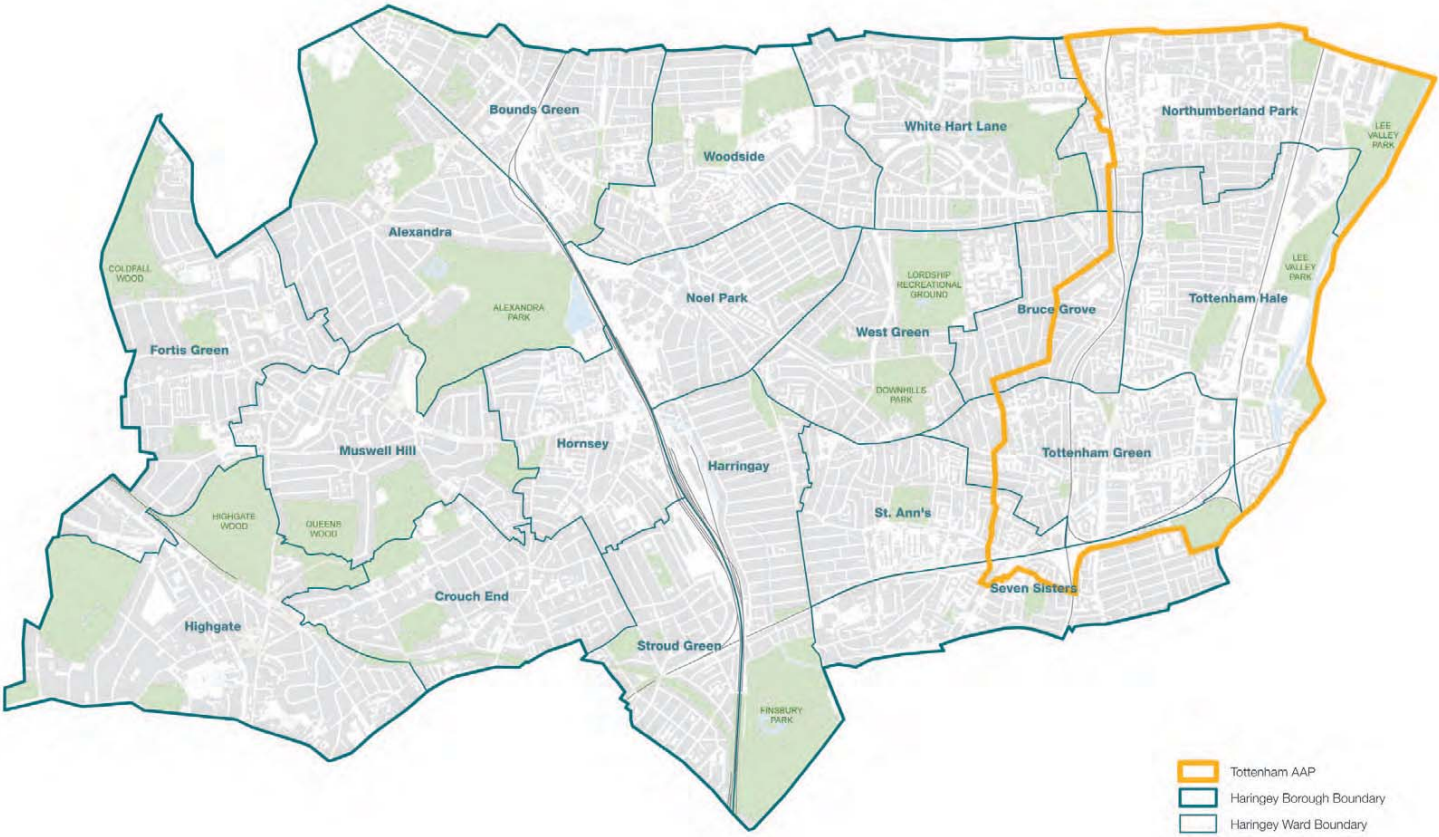 Bounds Green
Northumberland Park
White Hart Lane
LEE
VALLEY
PARK
Woodside
Alexandra
COLDFALL
WOOD
LEE
VALLEY
PARK
LORDSHIP
RECREATIONAL
GROUND
Noel Park
Tottenham Hale
ALEXANDRA
PARK
Bruce Grove
West Green
Fortis Green
DOWNHILLS
PARK
Hornsey
Muswell Hill
Tottenham Green
Harringay
St. Ann's
HIGHGATE
WOOD
QUEENS
WOOD
Seven Sisters
Crouch End
Highgate
Stroud Green
FINSBURY
PARK
Tottenham AAP
Haringey Borough Boundary
Haringey Ward Boundary